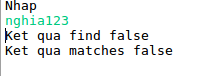 Nhap
nghia123
Ket qua find false
Ket qua matches false